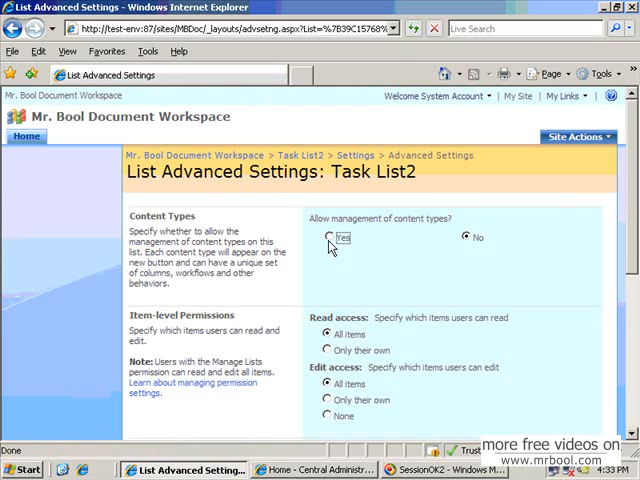 List Advanced Settings - Windows Internet Explorer
http://test-env:87/sites/MBDoc/_layouts/advsetng.aspx?List=%7B39C15768%
Live Search
File Edit View Favorites Tools Help
List Advanced Settings
Page Tools
Mr. Bool Document Workspace
Welcome System Account My Site My Links
Mr. Bool Document Workspace
Home
Site Actions
Mr. Bool Document Workspace > Task List2 > Settings > Advanced Settings
List Advanced Settings: Task List2
Content Types
Specify whether to allow the
management of content types on this
list. Each content type will appear on the
new button and can have a unique set
of columns, workflows and other
behaviors.
Allow management of content types?
Yes No
Item-level Permissions
Specify which items users can read and
edit.
Note: Users with the Manage Lists
permission can read and edit all items.
Learn about managing permission
settings.
Read access: Specify which items users can read
All items
Only their own
Edit access: Specify which items users can edit
All items
Only their own
None
Done
more free videos on
www.mrbool.com
Start
List Advanced Setting...
Home - Central Administr...
SessionOK2 - Windows M...
4:33 PM